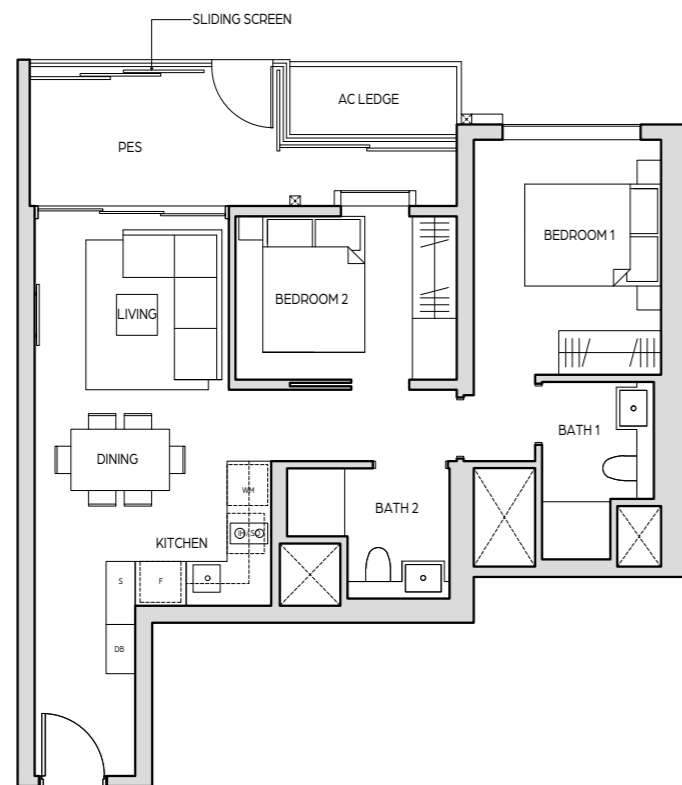 SLIDING SCREEN
AC LEDGE
PES
BEDROOM 1
BEDROOM 2
LIVING
BATH 1
DINING
WM
BATH 2
KITCHEN
S
F
DB